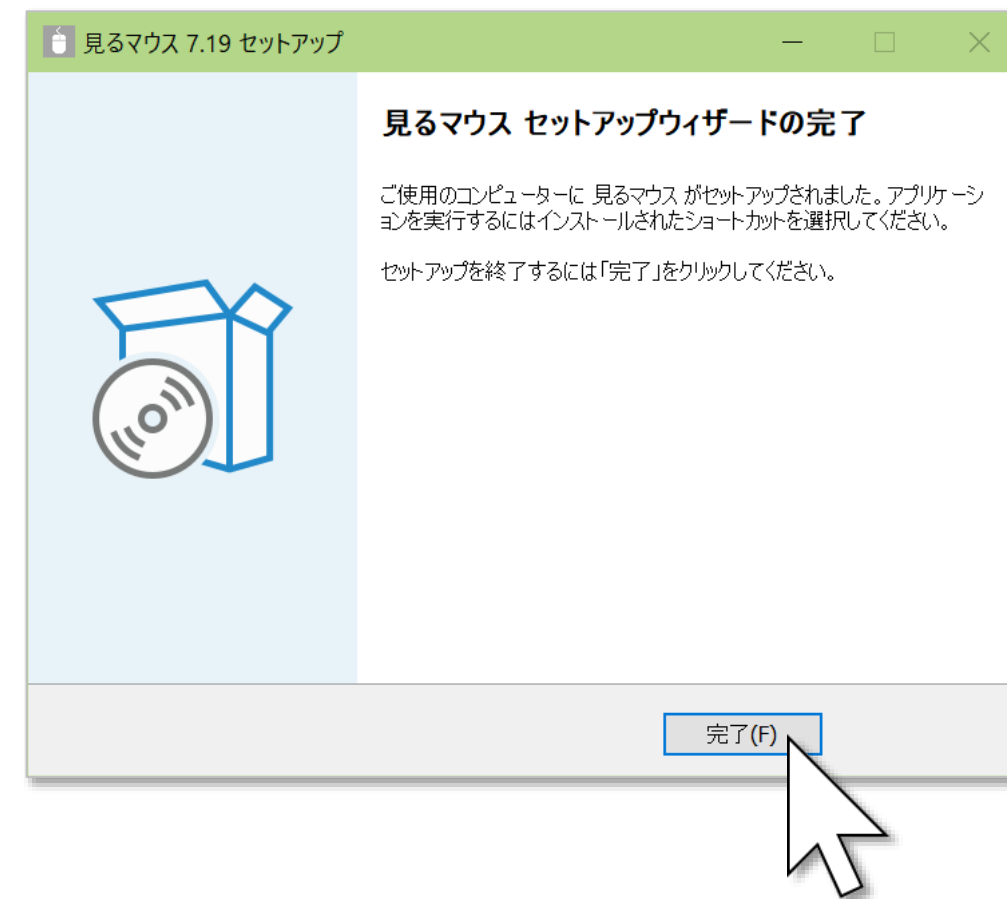 見るマウス 7.19 セットアップ
見るマウス セットアップウィザードの完了
ご使用のコンピューターに 見るマウス がセットアップされました。アプリケーシ
ョンを実行するにはインストールされたショートカットを選択してください。
セットアップを終了するには「完了」をクリックしてください。
完了(F)